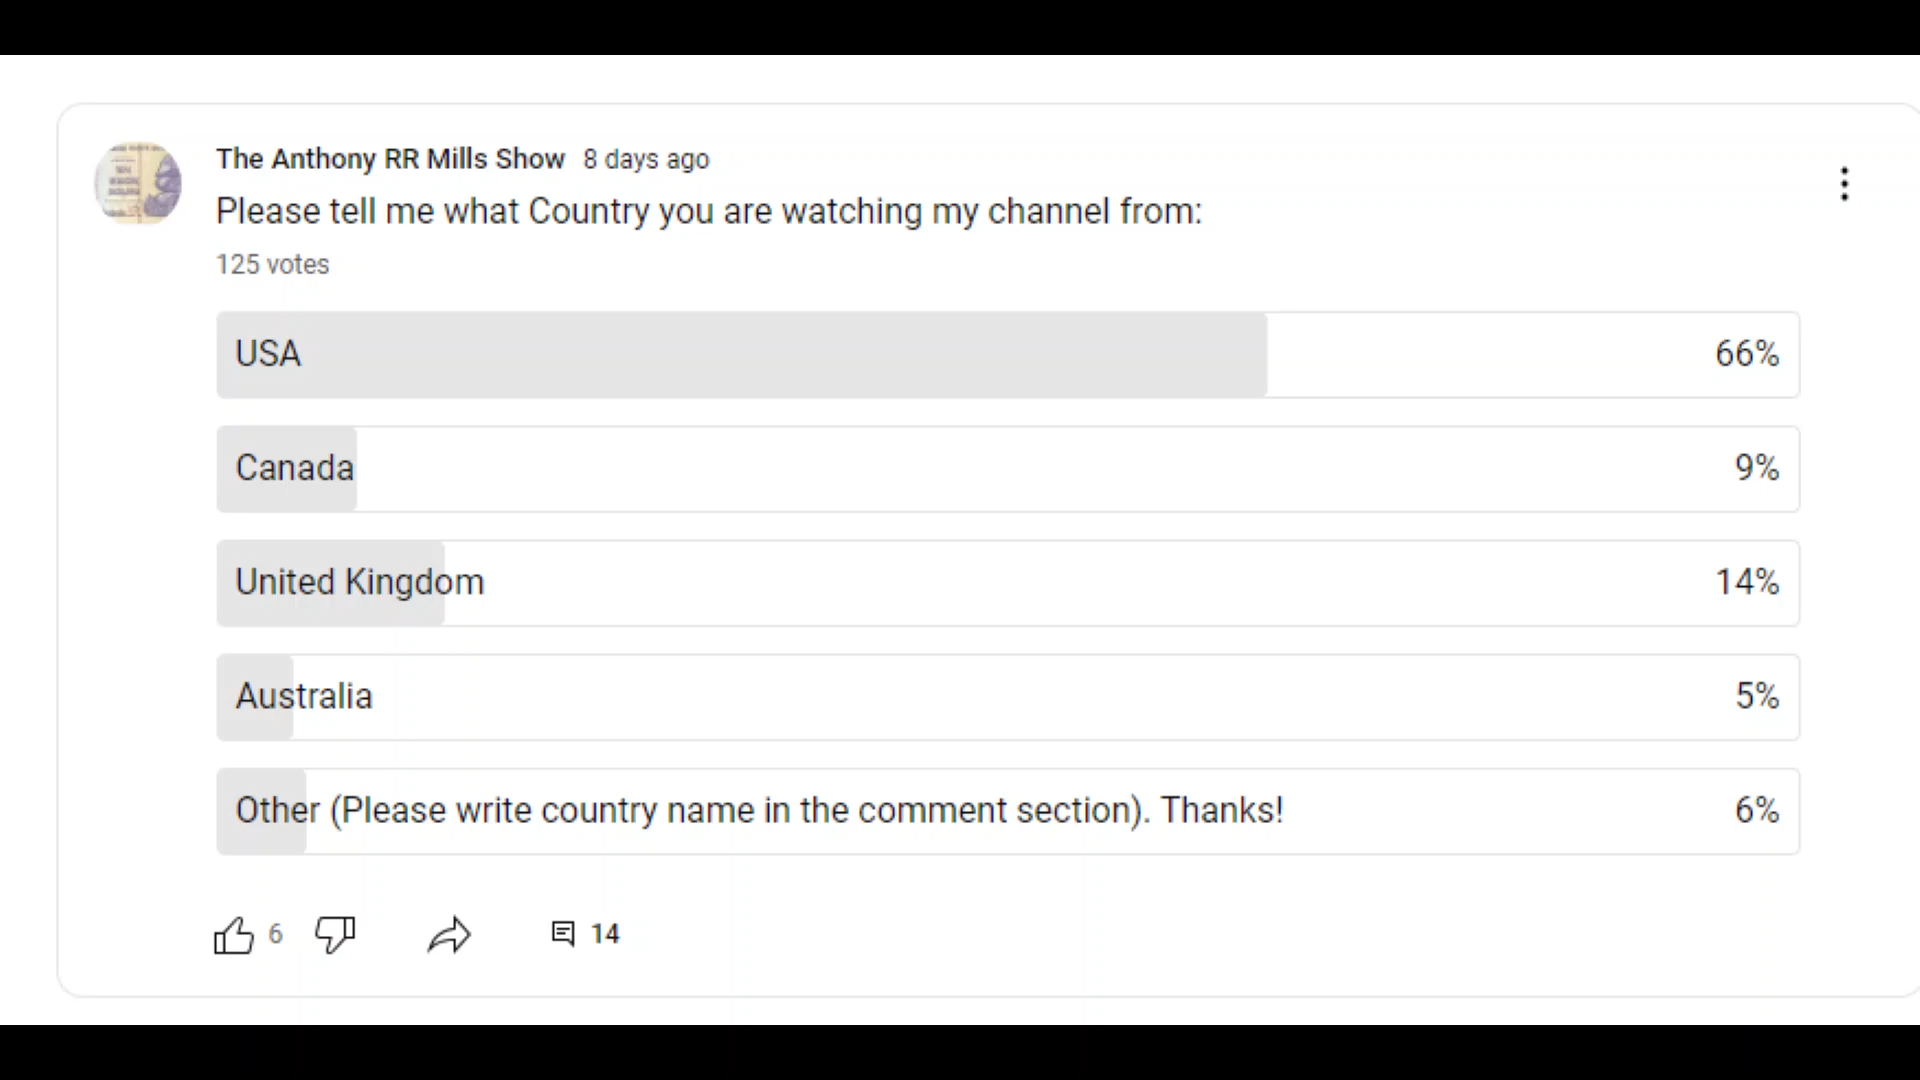 The Anthony RR Mills Show 8 days ago
Please tell me what Country you are watching my channel from:
125 votes
USA 66%
Canada 9%
United Kingdom 14%
Australia 5%
Other (Please write country name in the comment section). Thanks! 6%
6 14